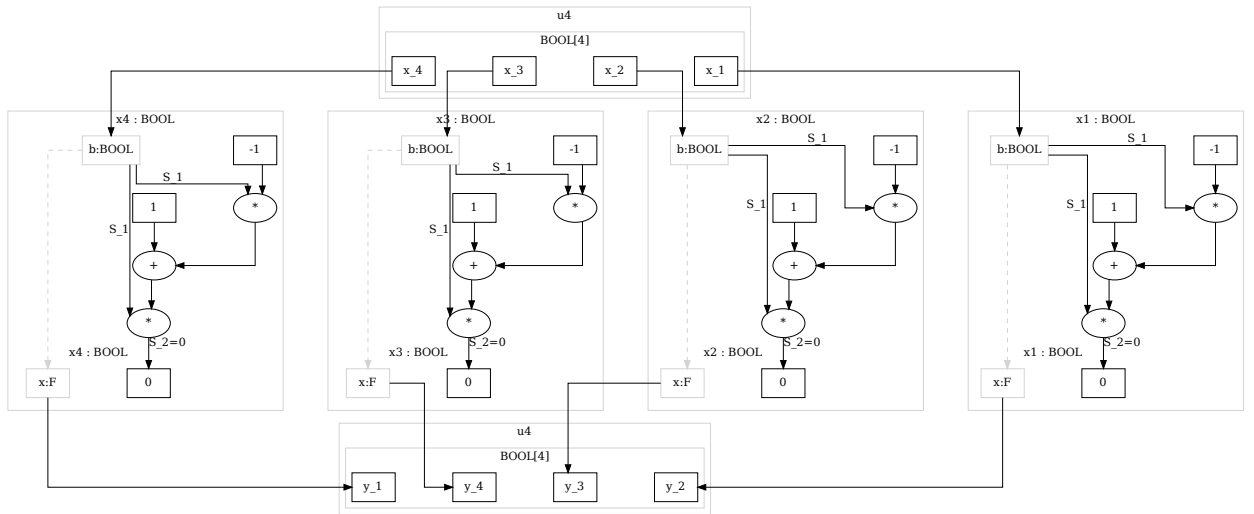 u4
BOOL[4]
x_4 x_3 x_2 x_1
x4 : BOOL x3 : BOOL x2 : BOOL x1 : BOOL
b:BOOL -1 b:BOOL -1 b:BOOL S_1 -1 b:BOOL S_1 -1
S_1 S_1
1 * 1 * 1 * 1 *
S_1 S_1 S_1 S_1
+ + + +
* * * *
S_2=0 S_2=0 S_2=0 S_2=0
x4 : BOOL x3 : BOOL x2 : BOOL x1 : BOOL
x:F 0 x:F 0 x:F 0 x:F 0
u4
BOOL[4]
y_1 y_4 y_3 y_2